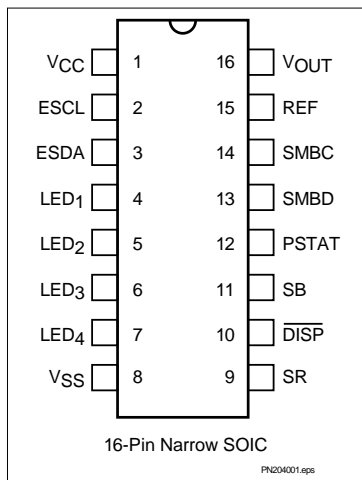 VCC 1 16 VOUT
ESCL 2 15 REF
ESDA 3 14 SMBC
LED1 4 13 SMBD
LED2 5 12 PSTAT
LED3 6 11 SB
LED4 7 10 DISP
VSS 8 9 SR
16-Pin Narrow SOIC
PN204001.eps